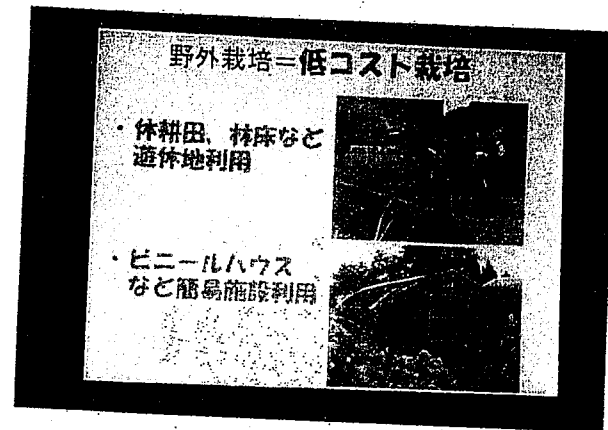 野外栽培＝低コスト栽培
・休耕田、林床など
遊休地利用
・ビニールハウス
など簡易施設利用